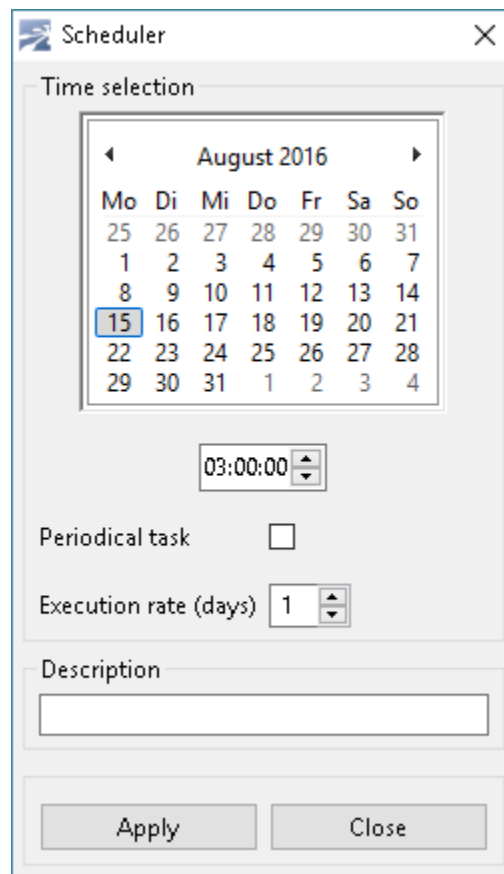 Scheduler
Time selection
August 2016
Mo Di Mi Do Fr Sa So
25 26 27 28 29 30 31
1 2 3 4 5 6 7
8 9 10 11 12 13 14
15 16 17 18 19 20 21
22 23 24 25 26 27 28
29 30 31 1 2 3 4
03:00:00
Periodical task
Execution rate (days) 1
Description
Apply Close